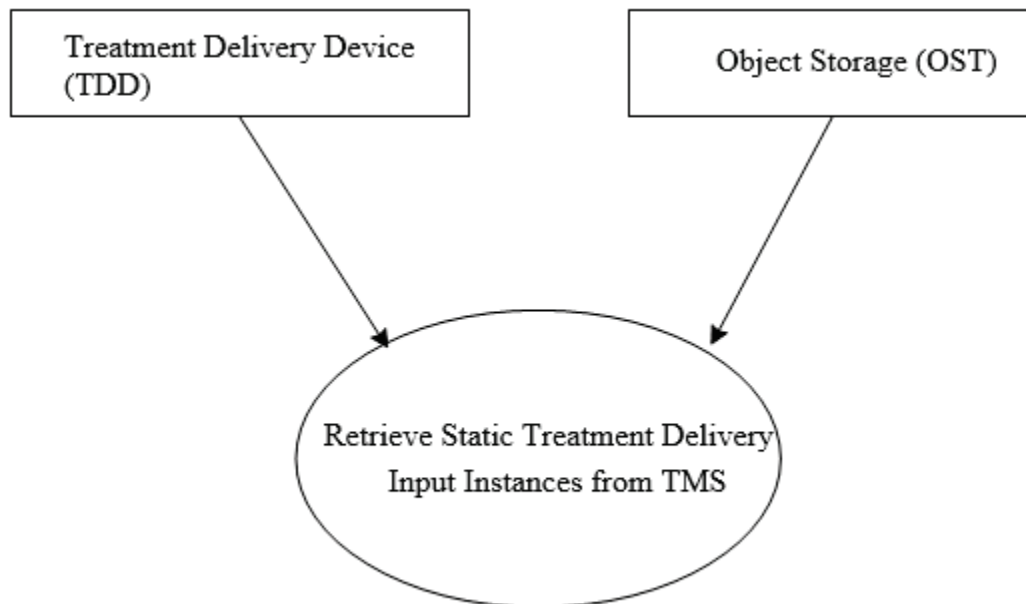 Treatment Delivery Device
(TDD)
Object Storage (OST)
Retrieve Static Treatment Delivery
Input Instances from TMS